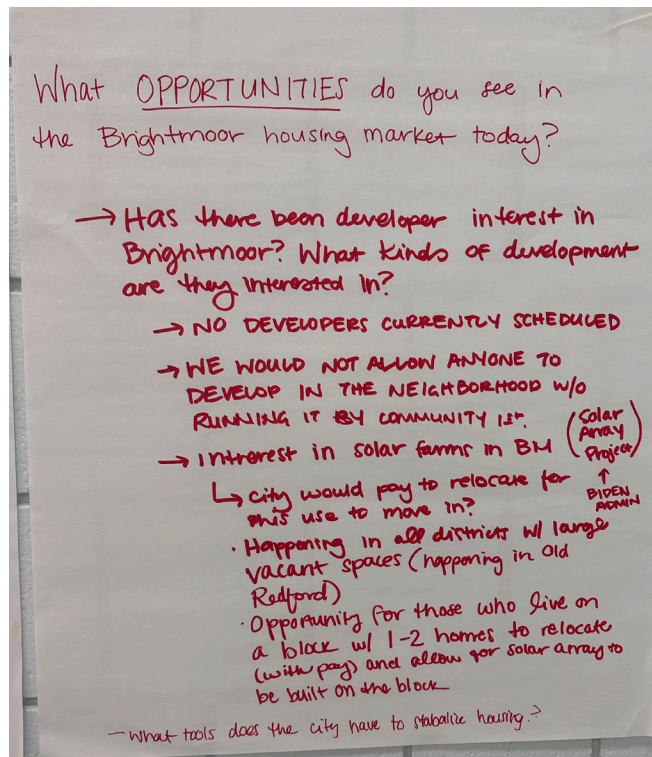 What OPPORTUNITIES do you see in
the Brightmoor housing market today?
→ Has there been developer interest in
Brightmoor? What kinds of development
are they interested in?
→ NO DEVELOPERS CURRENTLY SCHEDULED
→ WE WOULD NOT ALLOW ANYONE TO
DEVELOP IN THE NEIGHBORHOOD W/O
RUNNING IT BY COMMUNITY 1st.
→ Interest in solar farms in BM
(Solar
Array
Project)
↑
BIDEN
ADMIN
↳ city would pay to relocate for
this use to move in?
• Happening in all districts w/ large
vacant spaces (happening in Old
Redford)
• Opportunity for those who live on
a block w/ 1-2 homes to relocate
(with pay) and allow for solar array to
be built on the block
- What tools does the city have to stabalize housing?